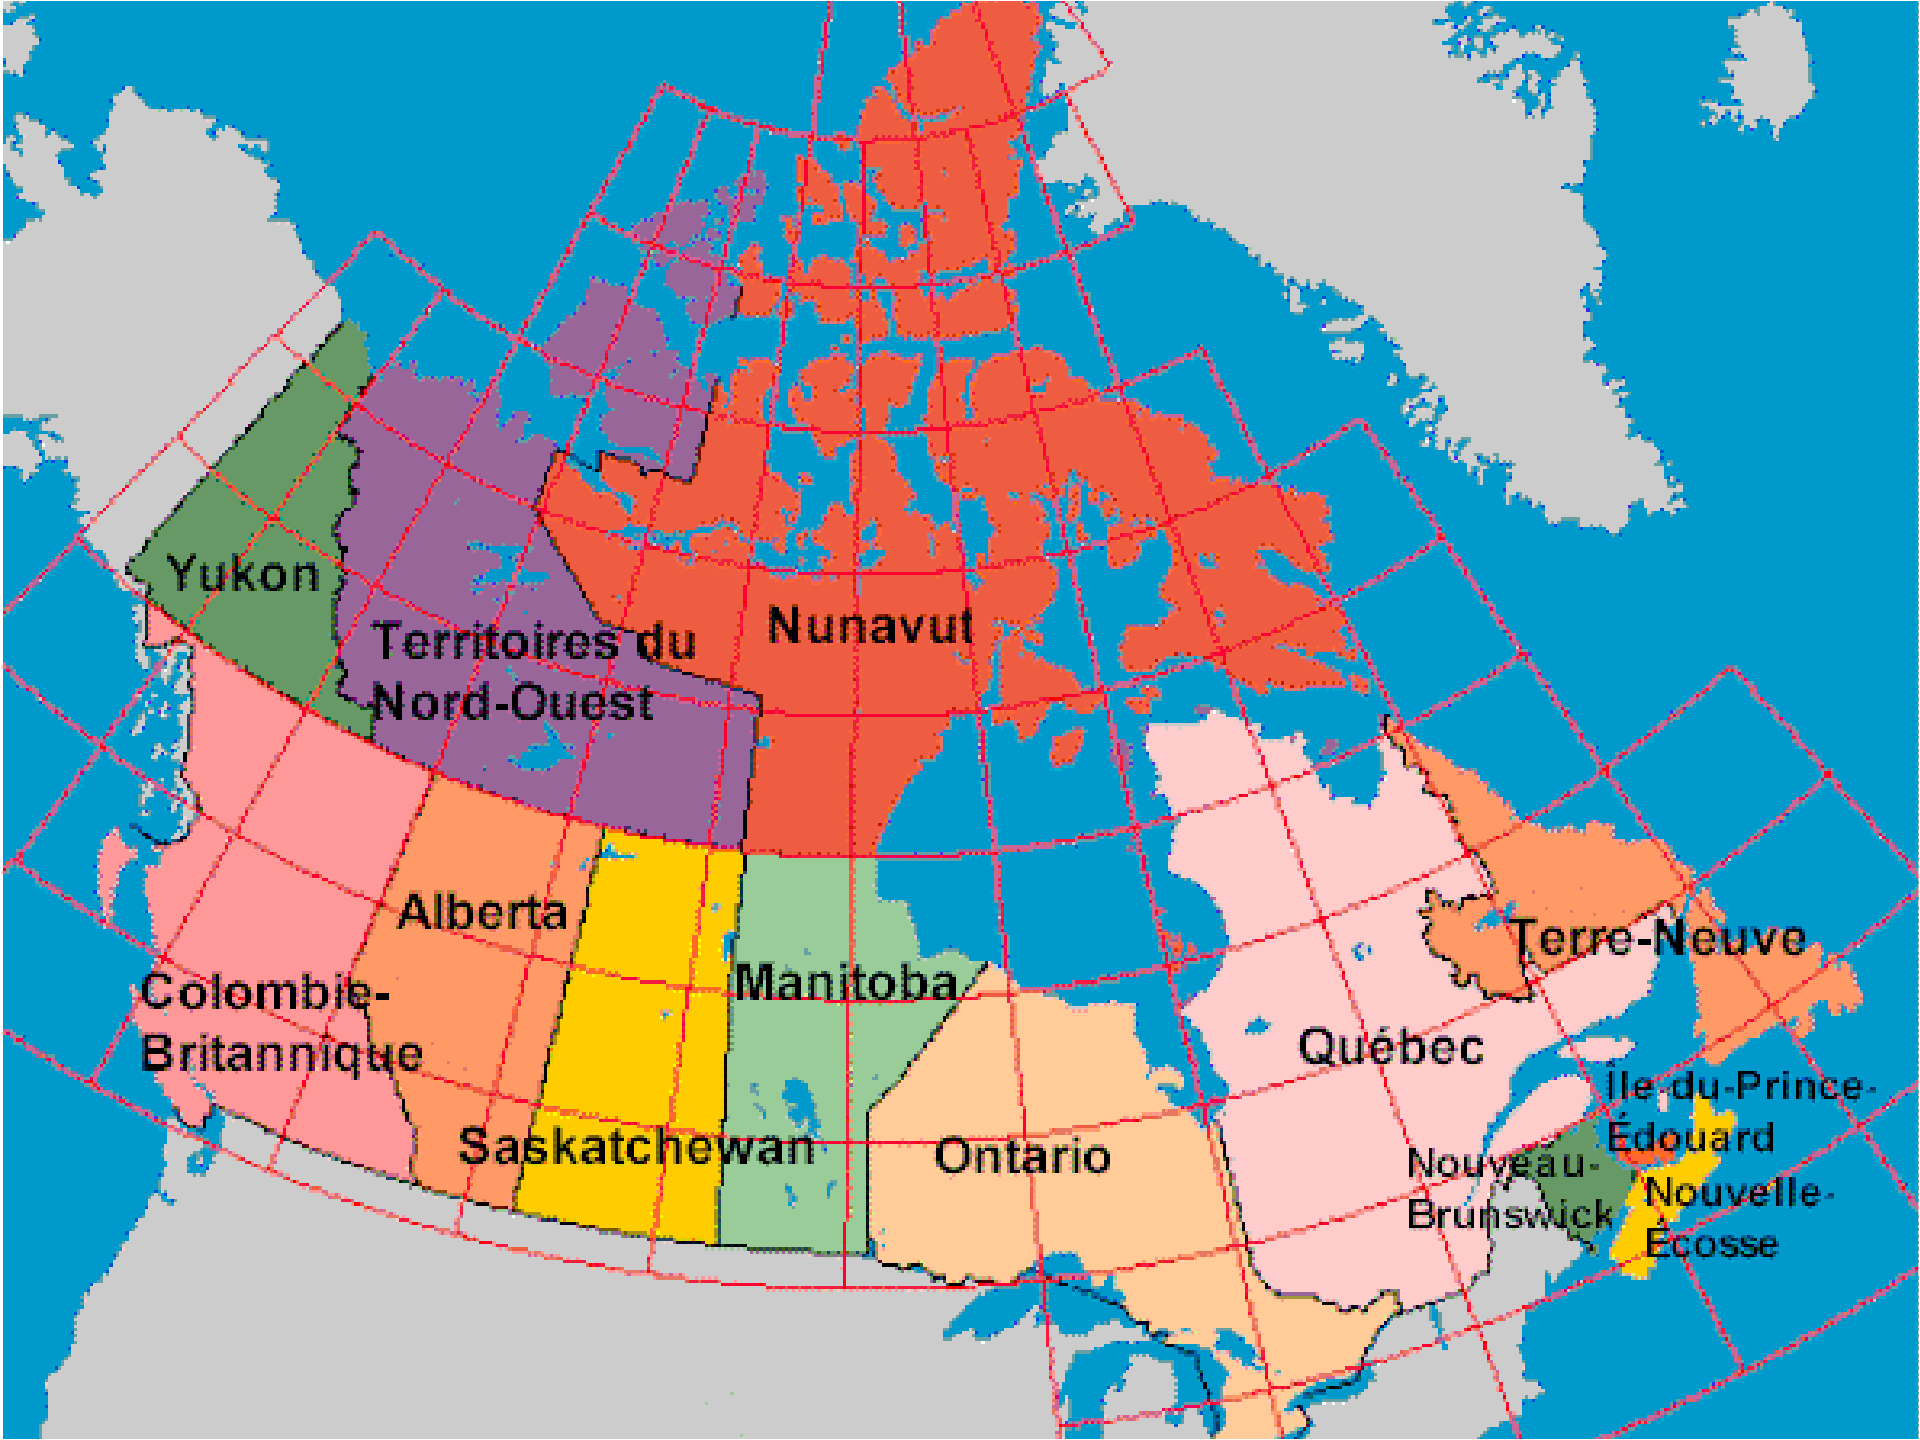 Yukon
Territoires du
Nord-Ouest
Nunavut
Alberta
Colombie-
Britannique
Saskatchewan
Manitoba
Ontario
Québec
Terre-Neuve
Île-du-Prince-
Édouard
Nouveau-
Brunswick
Nouvelle-
Écosse